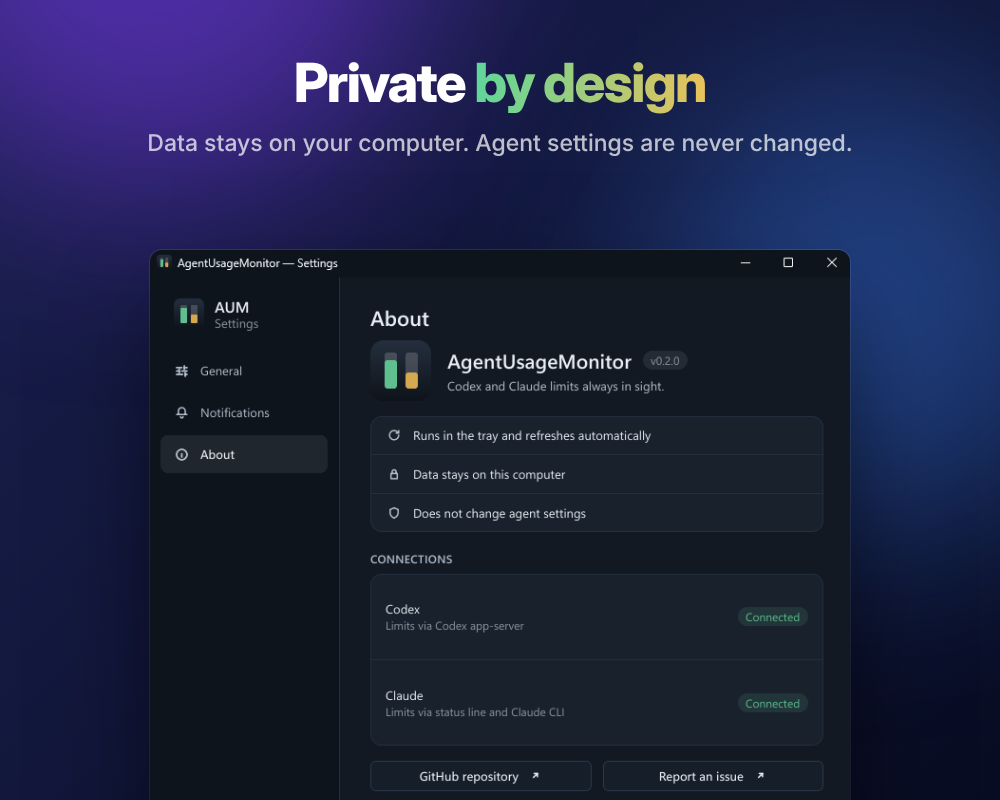 Private by design
Data stays on your computer. Agent settings are never changed.
AgentUsageMonitor — Settings
AUM
Settings
General
Notifications
About
About
AgentUsageMonitor v0.2.0
Codex and Claude limits always in sight.
Runs in the tray and refreshes automatically
Data stays on this computer
Does not change agent settings
CONNECTIONS
Codex
Limits via Codex app-server
Connected
Claude
Limits via status line and Claude CLI
Connected
GitHub repository
Report an issue